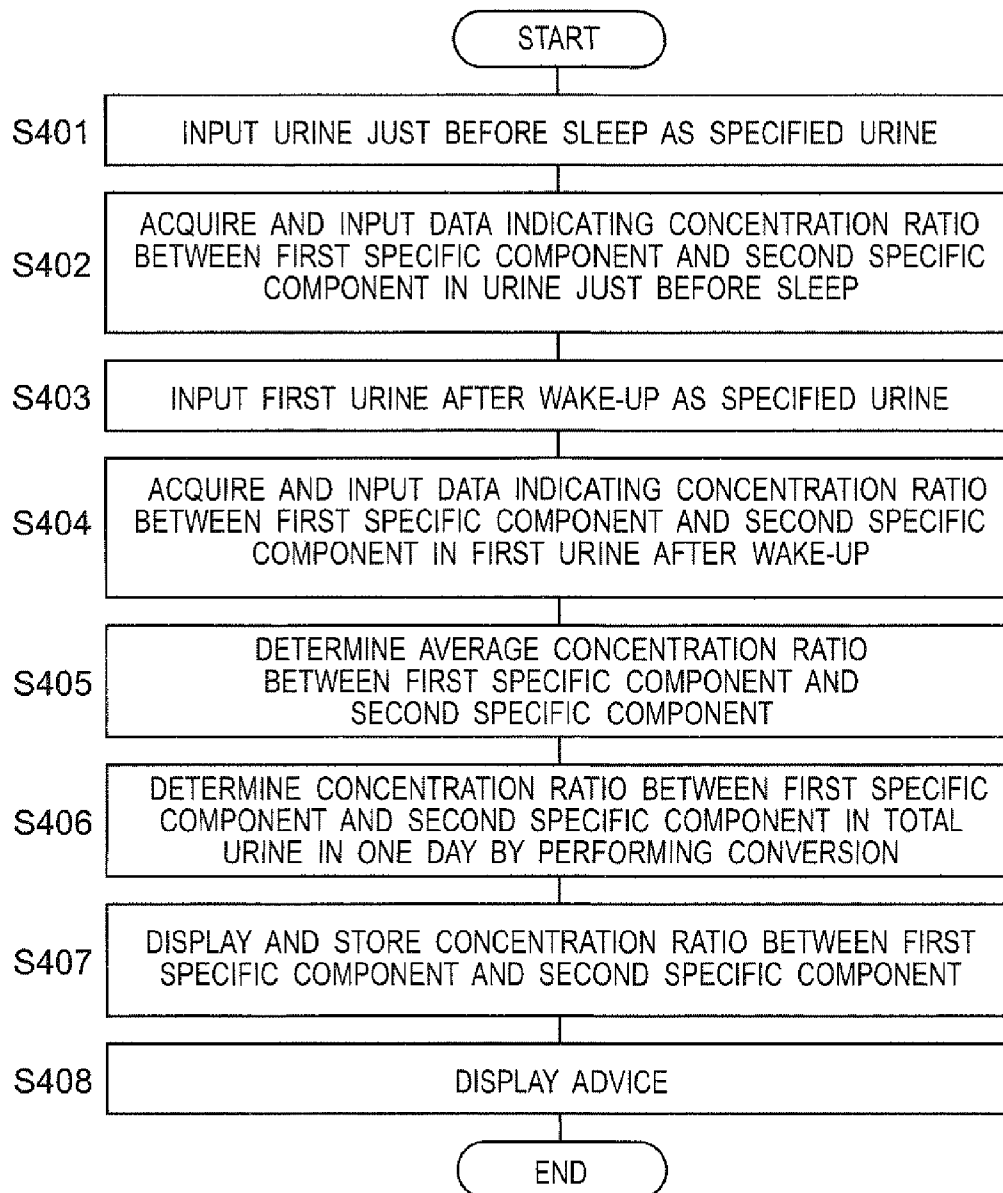 START
S401
INPUT URINE JUST BEFORE SLEEP AS SPECIFIED URINE
S402
ACQUIRE AND INPUT DATA INDICATING CONCENTRATION RATIO
BETWEEN FIRST SPECIFIC COMPONENT AND SECOND SPECIFIC
COMPONENT IN URINE JUST BEFORE SLEEP
S403
INPUT FIRST URINE AFTER WAKE-UP AS SPECIFIED URINE
S404
ACQUIRE AND INPUT DATA INDICATING CONCENTRATION RATIO
BETWEEN FIRST SPECIFIC COMPONENT AND SECOND SPECIFIC
COMPONENT IN FIRST URINE AFTER WAKE-UP
S405
DETERMINE AVERAGE CONCENTRATION RATIO
BETWEEN FIRST SPECIFIC COMPONENT AND
SECOND SPECIFIC COMPONENT
S406
DETERMINE CONCENTRATION RATIO BETWEEN FIRST SPECIFIC
COMPONENT AND SECOND SPECIFIC COMPONENT IN TOTAL
URINE IN ONE DAY BY PERFORMING CONVERSION
S407
DISPLAY AND STORE CONCENTRATION RATIO BETWEEN FIRST
SPECIFIC COMPONENT AND SECOND SPECIFIC COMPONENT
S408
DISPLAY ADVICE
END